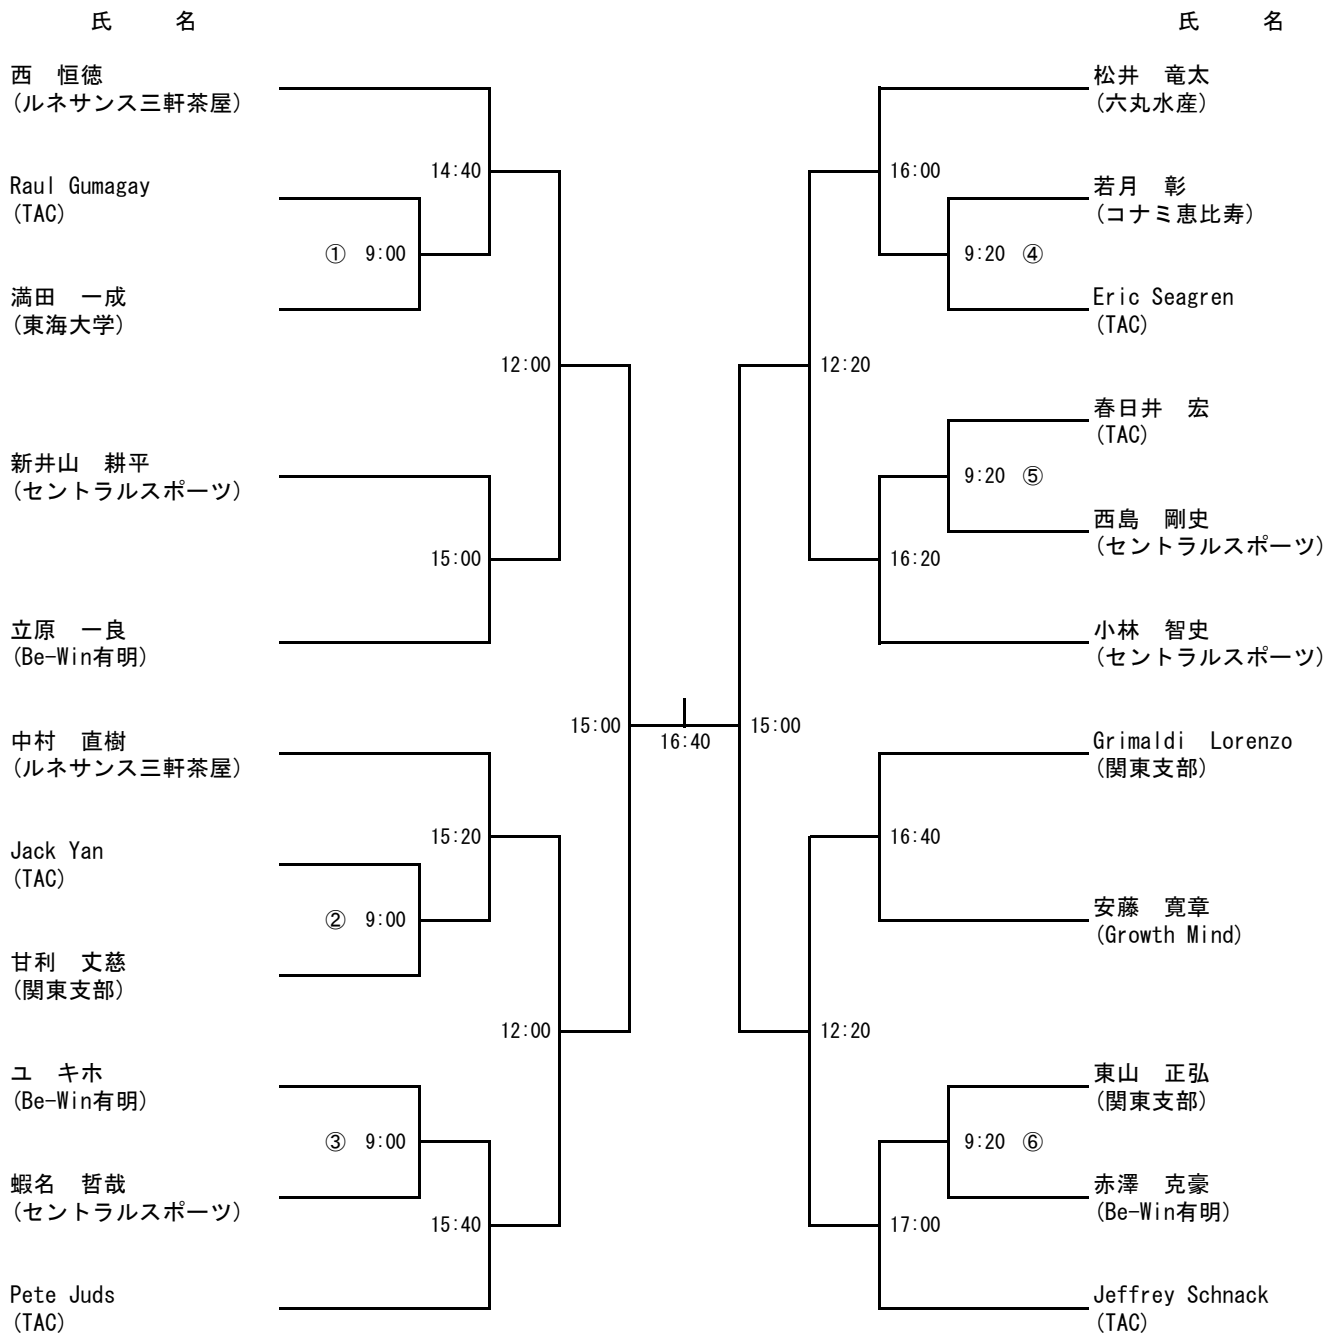 氏　　名
西　恒徳
(ルネサンス三軒茶屋)
14:40
Raul Gumagay
(TAC)
① 9:00
満田　一成
(東海大学)
12:00
新井山　耕平
(セントラルスポーツ)
15:00
立原　一良
(Be-Win有明)
15:00
中村　直樹
(ルネサンス三軒茶屋)
15:20
Jack Yan
(TAC)
② 9:00
甘利　丈慈
(関東支部)
12:00
ユ　キホ
(Be-Win有明)
③ 9:00
蝦名　哲哉
(セントラルスポーツ)
15:40
Pete Juds
(TAC)
16:40
氏　　名
松井　竜太
(六丸水産)
16:00
若月　彰
(コナミ恵比寿)
9:20 ④
Eric Seagren
(TAC)
12:20
春日井　宏
(TAC)
9:20 ⑤
西島　剛史
(セントラルスポーツ)
16:20
小林　智史
(セントラルスポーツ)
15:00
Grimaldi　Lorenzo
(関東支部)
16:40
安藤　寛章
(Growth Mind)
12:20
東山　正弘
(関東支部)
9:20 ⑥
赤澤　克豪
(Be-Win有明)
17:00
Jeffrey Schnack
(TAC)